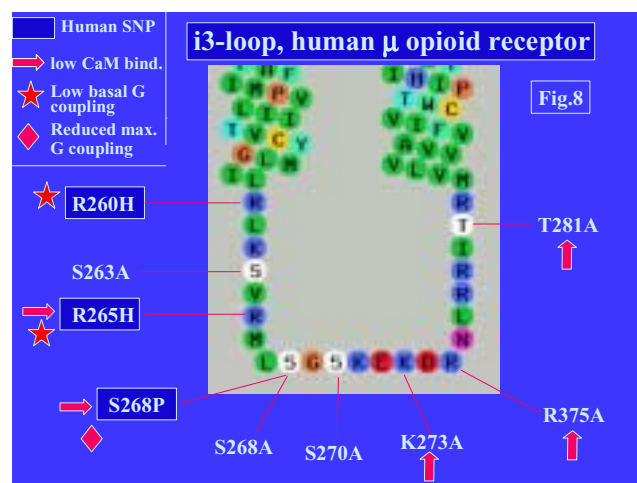 Human SNP
low CaM bind.
Low basal G
coupling
Reduced max.
G coupling
i3-loop, human µ opioid receptor
Fig.8
I M P V
L I I
T V C Y
G L M
I L
I H I P
T W C
V I F V
A V V
V L V M
R260H
R
L
K
S263A
S
V
R265H
R
M
L S G S K E K D R
R
T
T281A
I
R
R
L
N
S268P
S268A
S270A
K273A
R375A